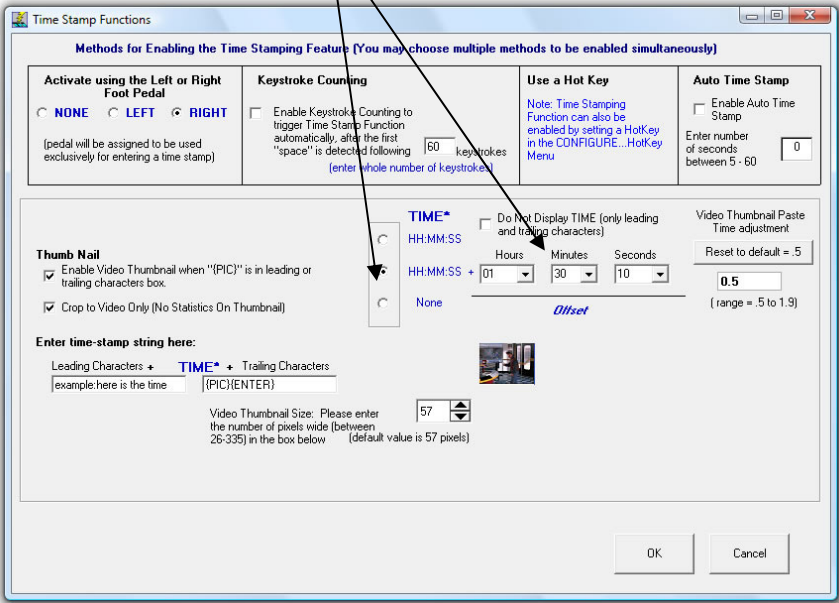 Time Stamp Functions
Methods for Enabling the Time Stamping Feature (You may choose multiple methods to be enabled simultaneously)
Activate using the Left or Right
Foot Pedal
NONE LEFT RIGHT
(pedal will be assigned to be used
exclusively for entering a time stamp)
Keystroke Counting
Enable Keystroke Counting to
trigger Time Stamp Function
automatically, after the first
"space" is detected following 60 keystrokes
(enter whole number of keystrokes)
Use a Hot Key
Note: Time Stamping
Function can also be
enabled by setting a HotKey
in the CONFIGURE...HotKey
Menu
Auto Time Stamp
Enable Auto Time
Stamp
Enter number
of seconds
between 5 - 60
0
Thumb Nail
Enable Video Thumbnail when "{PIC}" is in leading or
trailing characters box.
Crop to Video Only (No Statistics On Thumbnail)
TIME*
HH:MM:SS
HH:MM:SS +
None
Do Not Display TIME (only leading
and trailing characters)
Hours Minutes Seconds
01 30 10
Offset
Video Thumbnail Paste
Time adjustment
Reset to default = .5
0.5
( range = .5 to 1.9)
Enter time-stamp string here:
Leading Characters + TIME* + Trailing Characters
example:here is the time {PIC}{ENTER}
Video Thumbnail Size: Please enter
the number of pixels wide (between
26-335) in the box below
57
(default value is 57 pixels)
OK Cancel